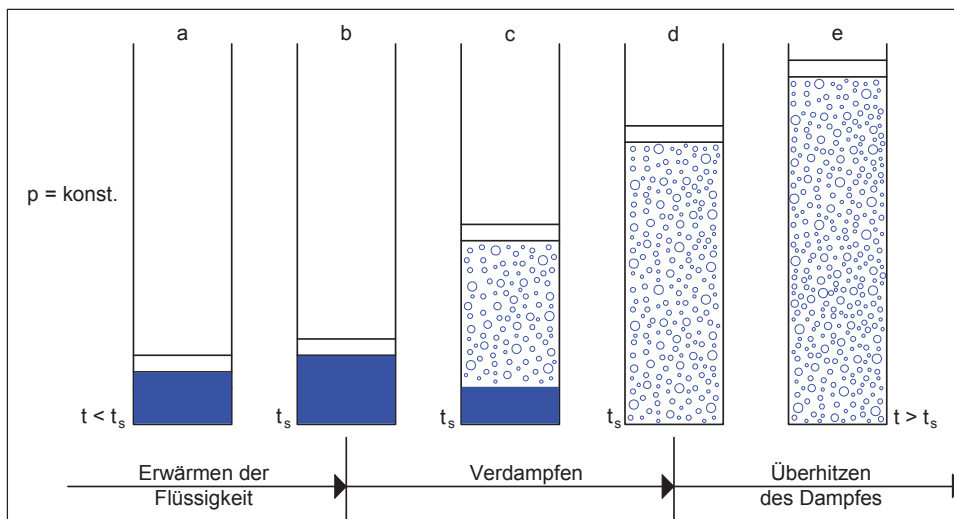 a b c d e
p = konst.
t < ts ts ts ts t > ts
Erwärmen der
Flüssigkeit
Verdampfen
Überhitzen
des Dampfes